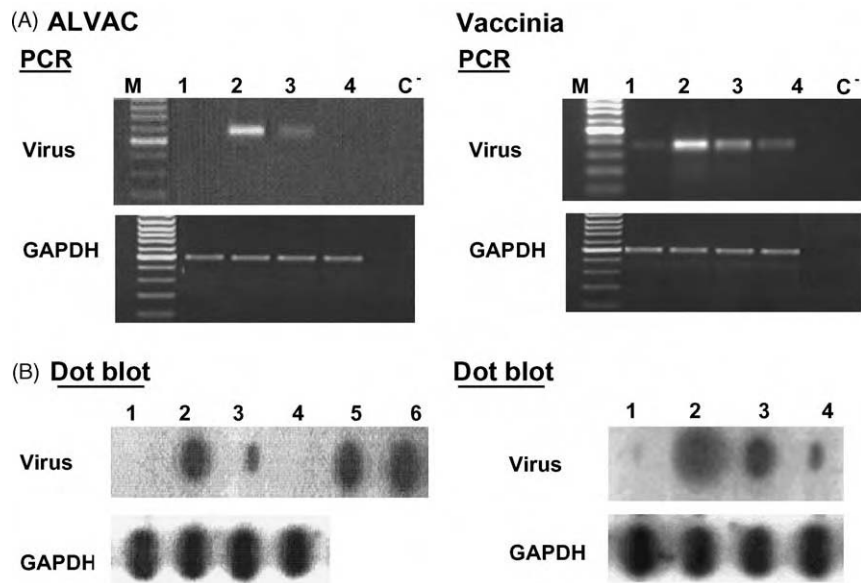 (A) ALVAC
PCR
M 1 2 3 4 C-
Virus
GAPDH
Vaccinia
PCR
M 1 2 3 4 C-
Virus
GAPDH
(B) Dot blot
1 2 3 4 5 6
Virus
GAPDH
Dot blot
1 2 3 4
Virus
GAPDH